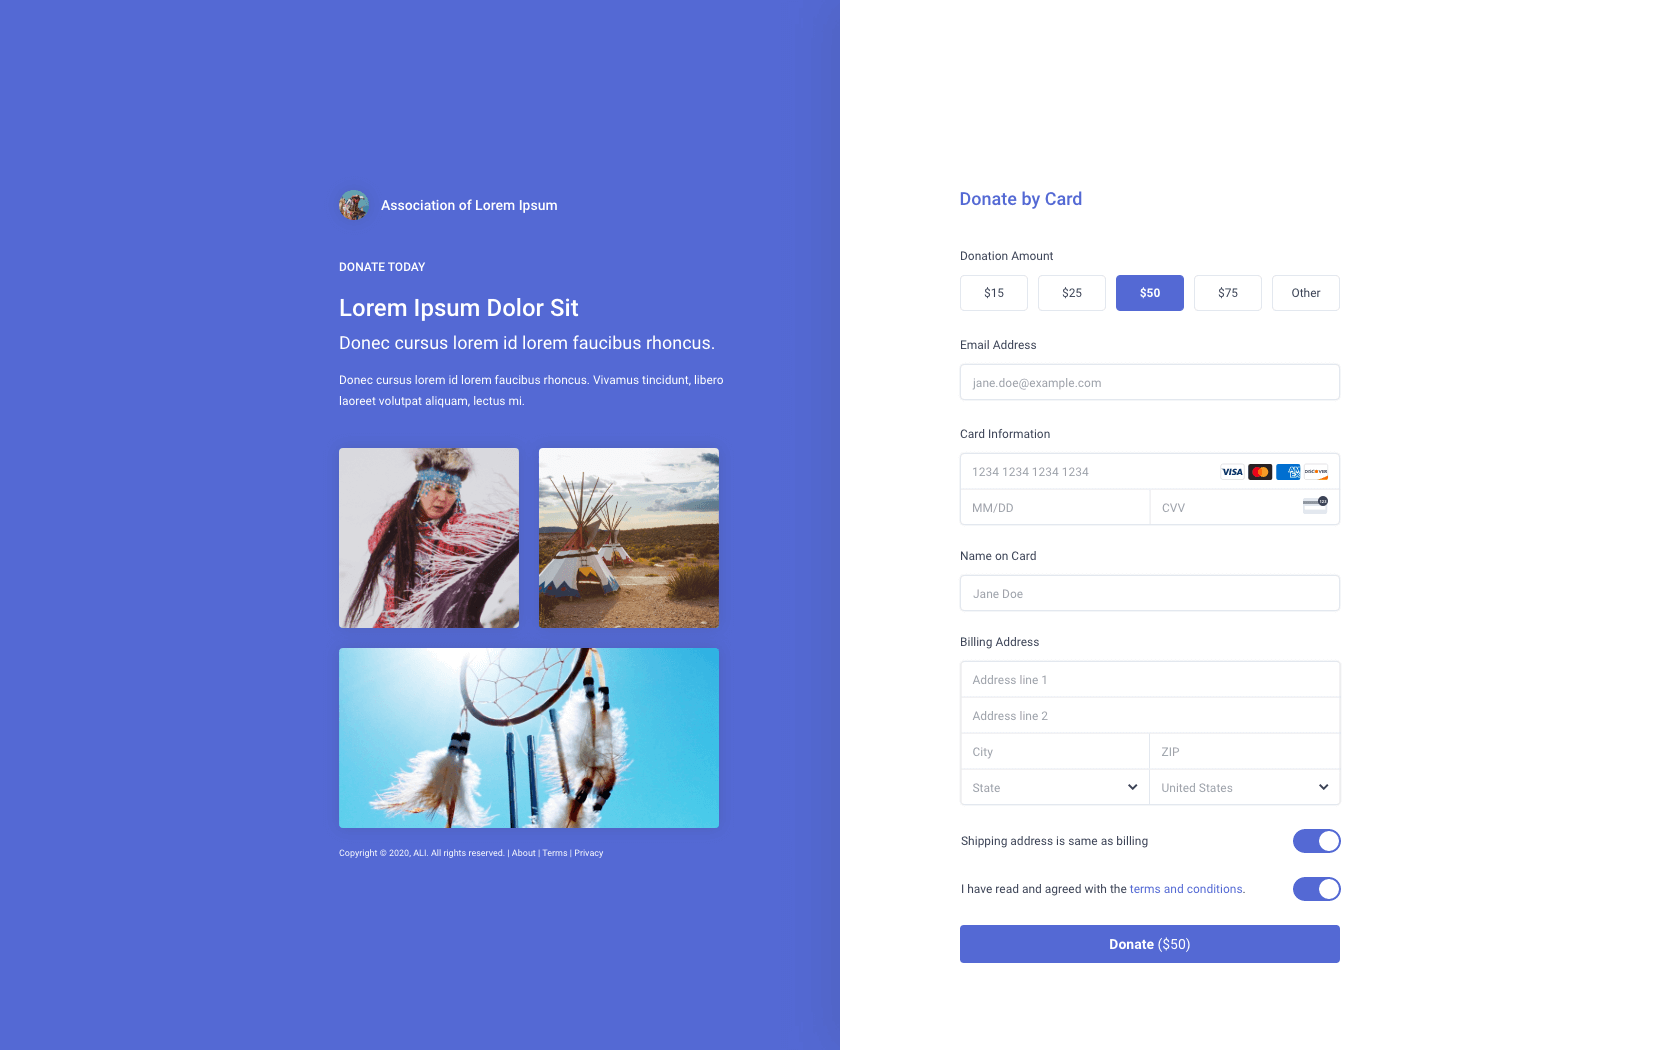 Association of Lorem Ipsum
DONATE TODAY
Lorem Ipsum Dolor Sit
Donec cursus lorem id lorem faucibus rhoncus.
Donec cursus lorem id lorem faucibus rhoncus. Vivamus tincidunt, libero
laoreet volutpat aliquam, lectus mi.
Copyright © 2020, ALI. All rights reserved. | About | Terms | Privacy
Donate by Card
Donation Amount
$15 $25 $50 $75 Other
Email Address
jane.doe@example.com
Card Information
1234 1234 1234 1234 VISA AMEX DISCOVER
MM/DD CVV 123
Name on Card
Jane Doe
Billing Address
Address line 1
Address line 2
City ZIP
State United States
Shipping address is same as billing
I have read and agreed with the terms and conditions.
Donate ($50)